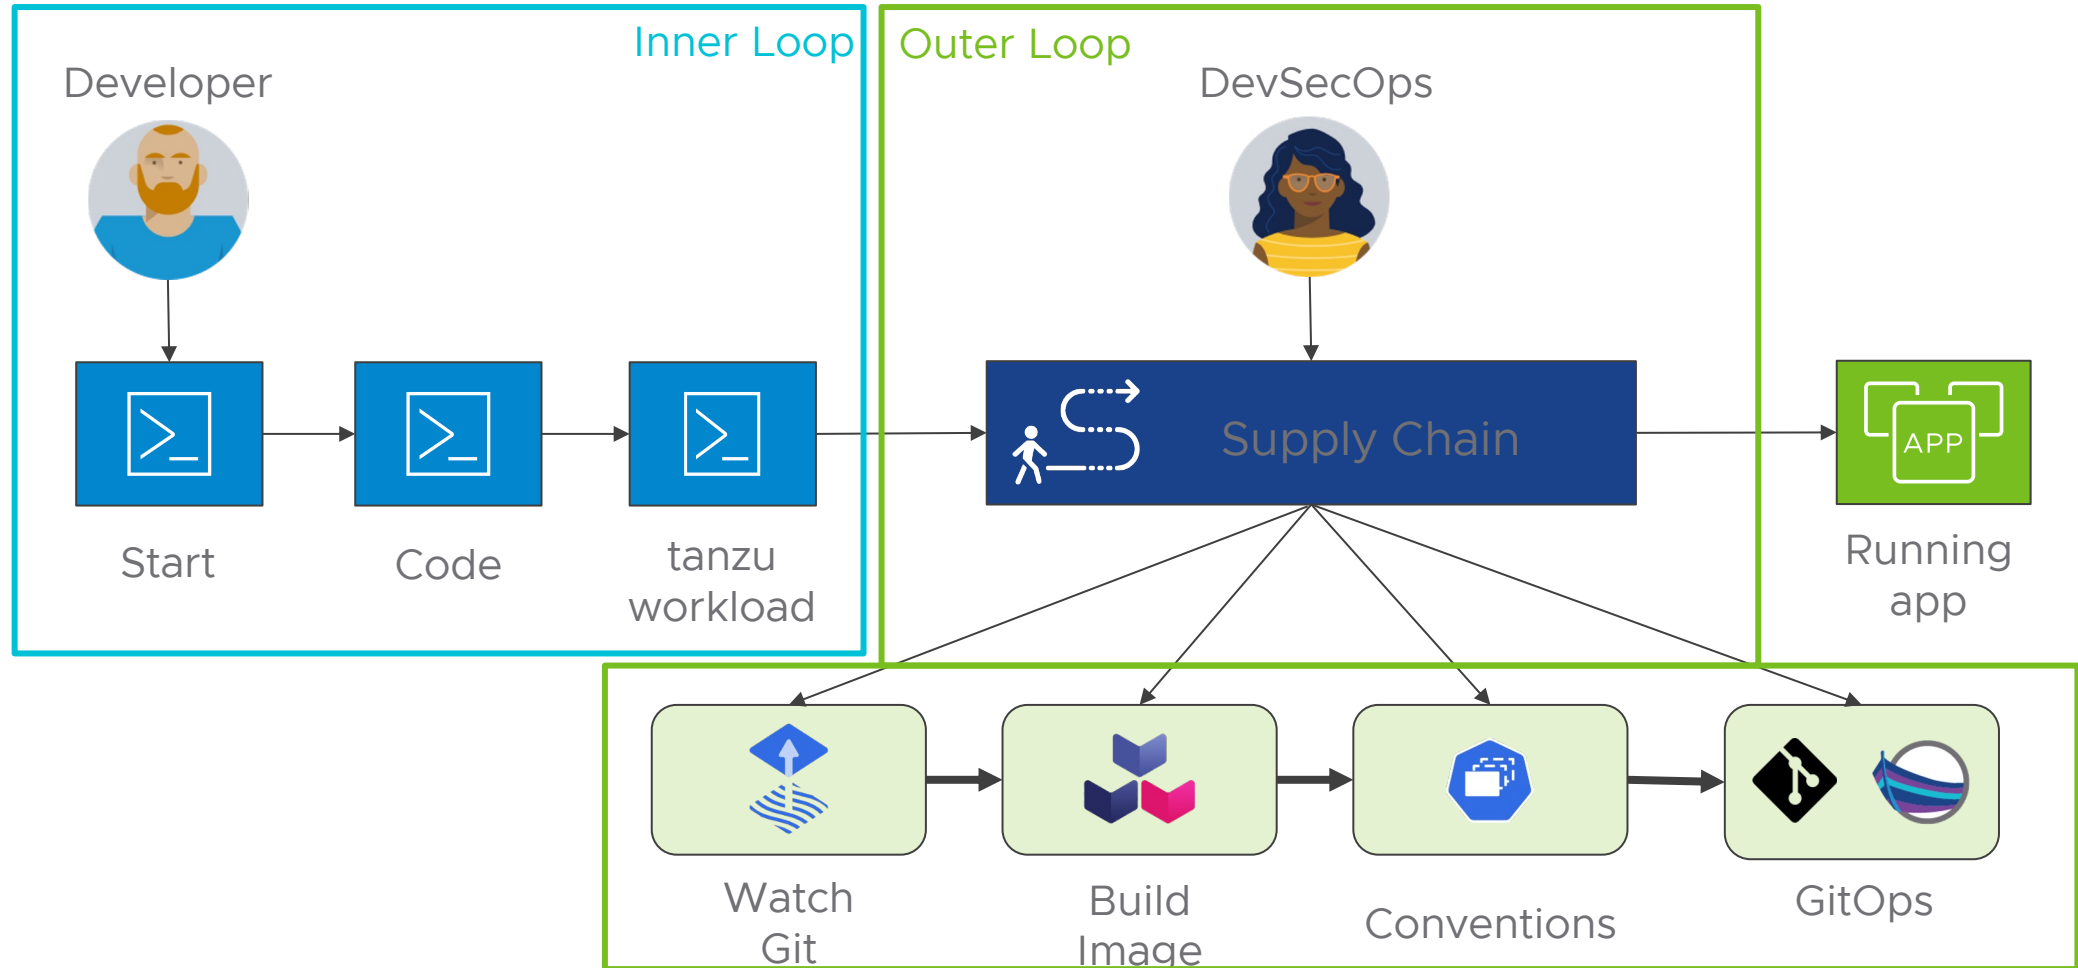 Inner Loop
Outer Loop
Developer
DevSecOps
Supply Chain
APP
Start
Code
tanzu
workload
Running
app
Watch
Git
Build
Image
Conventions
GitOps